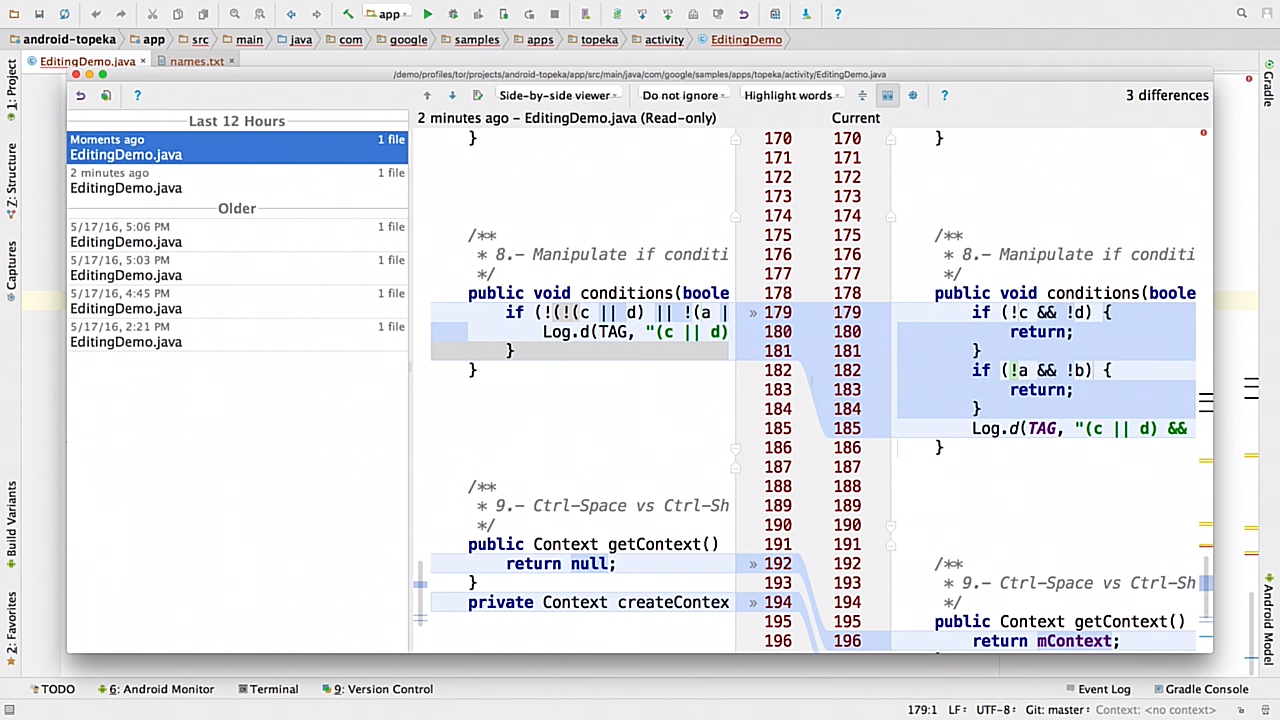 app
android-topeka app src main java com google samples apps topeka activity EditingDemo
EditingDemo.java names.txt
/demo/profiles/tor/projects/android-topeka/app/src/main/java/com/google/samples/apps/topeka/activity/EditingDemo.java
Side-by-side viewer Do not ignore Highlight words 3 differences
Last 12 Hours
Moments ago 1 file
EditingDemo.java
2 minutes ago 1 file
EditingDemo.java
Older
5/17/16, 5:06 PM 1 file
EditingDemo.java
5/17/16, 5:03 PM 1 file
EditingDemo.java
5/17/16, 4:45 PM 1 file
EditingDemo.java
5/17/16, 2:21 PM 1 file
EditingDemo.java
2 minutes ago – EditingDemo.java (Read-only) Current
} 170 170 }
171 171
172 172
173 173
174 174
/** 175 175 /**
* 8.- Manipulate if conditi 176 176 * 8.- Manipulate if conditi
*/ 177 177 */
public void conditions(boole 178 178 public void conditions(boole
if (!(!(c || d) || !(a | » 179 179 if (!c && !d) {
Log.d(TAG, "(c || d) 180 180 return;
} 181 181 }
} 182 182 if (!a && !b) {
183 183 return;
184 184 }
185 185 Log.d(TAG, "(c || d) &&
186 186 }
187 187
/** 188 188
* 9.- Ctrl-Space vs Ctrl-Sh 189 189
*/ 190 190
public Context getContext() 191 191
return null; » 192 192 /**
} 193 193 * 9.- Ctrl-Space vs Ctrl-Sh
private Context createContex » 194 194 */
195 195 public Context getContext()
196 196 return mContext;
1: Project
Z: Structure
Captures
Build Variants
2: Favorites
Gradle
Android Model
TODO 6: Android Monitor Terminal 9: Version Control Event Log Gradle Console
179:1 LF÷ UTF-8÷ Git: master÷ Context: <no context>